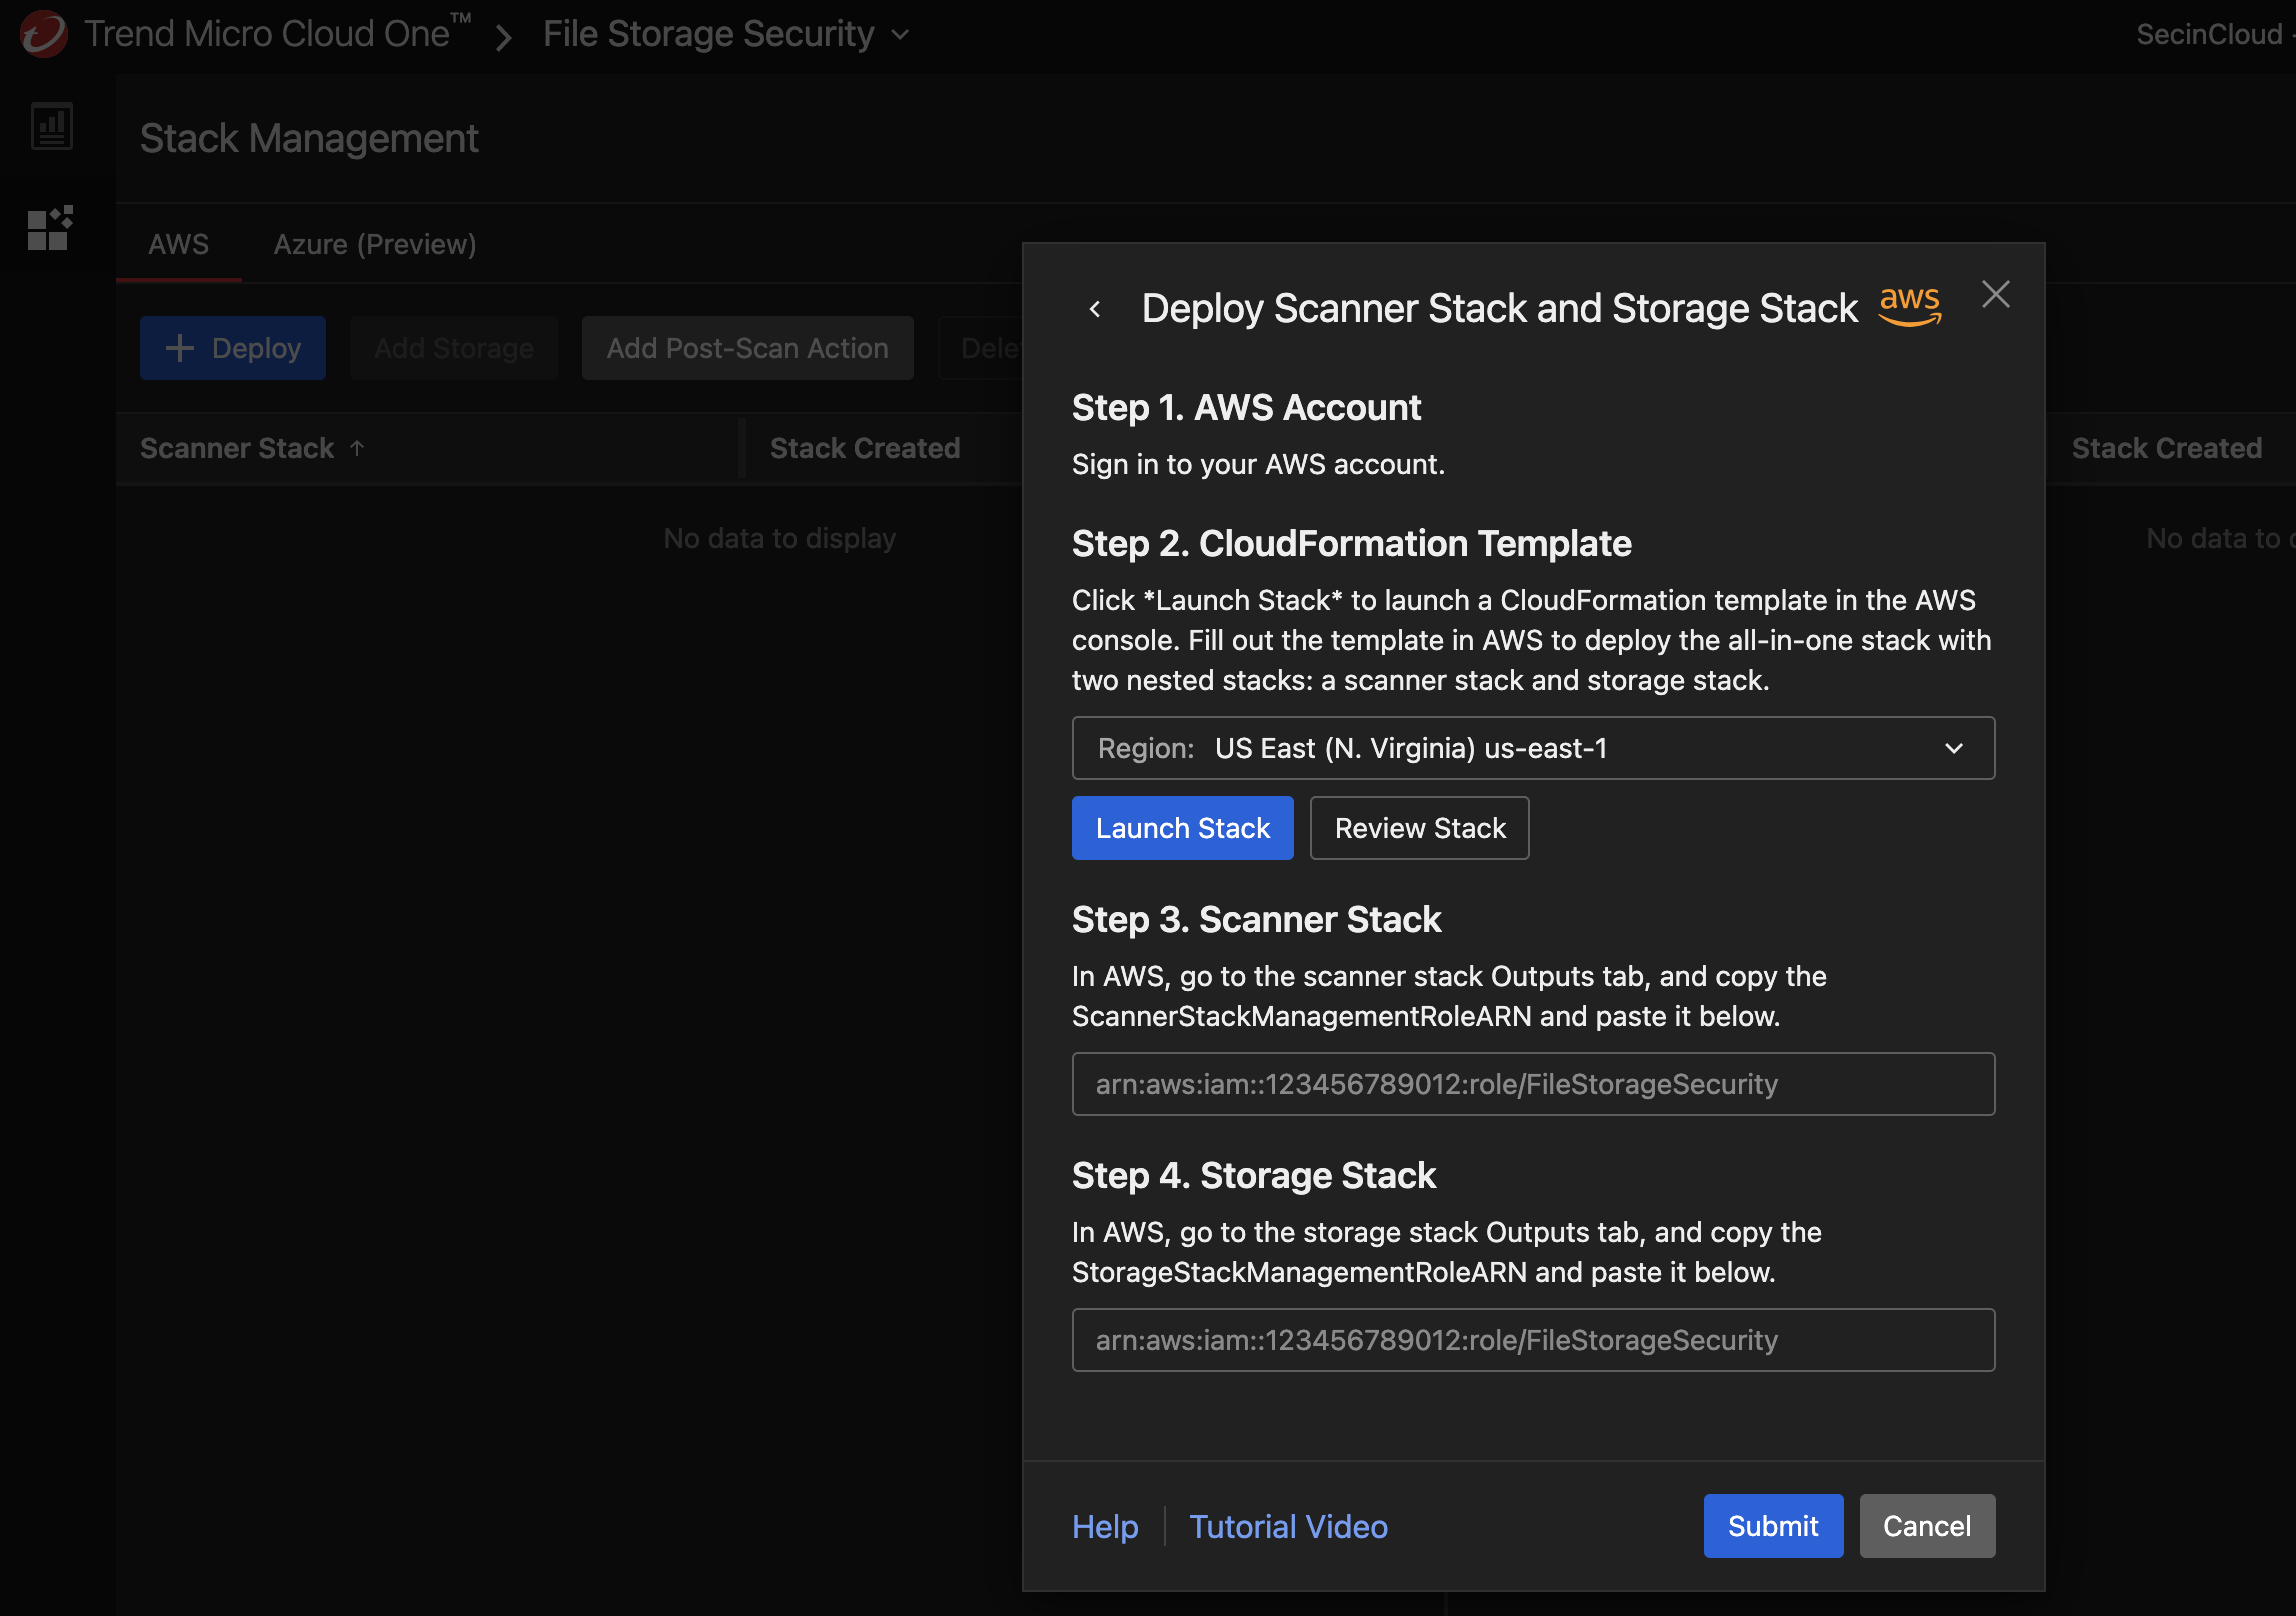 Trend Micro Cloud One™ > File Storage Security
SecinCloud
Stack Management
AWS
Azure (Preview)
+ Deploy
Add Storage
Add Post-Scan Action
Scanner Stack ↑
Stack Created
Stack Created
No data to display
No data to
Deploy Scanner Stack and Storage Stack
aws
Step 1. AWS Account
Sign in to your AWS account.
Step 2. CloudFormation Template
Click *Launch Stack* to launch a CloudFormation template in the AWS
console. Fill out the template in AWS to deploy the all-in-one stack with
two nested stacks: a scanner stack and storage stack.
Region: US East (N. Virginia) us-east-1
Launch Stack
Review Stack
Step 3. Scanner Stack
In AWS, go to the scanner stack Outputs tab, and copy the
ScannerStackManagementRoleARN and paste it below.
arn:aws:iam::123456789012:role/FileStorageSecurity
Step 4. Storage Stack
In AWS, go to the storage stack Outputs tab, and copy the
StorageStackManagementRoleARN and paste it below.
arn:aws:iam::123456789012:role/FileStorageSecurity
Help
Tutorial Video
Submit
Cancel